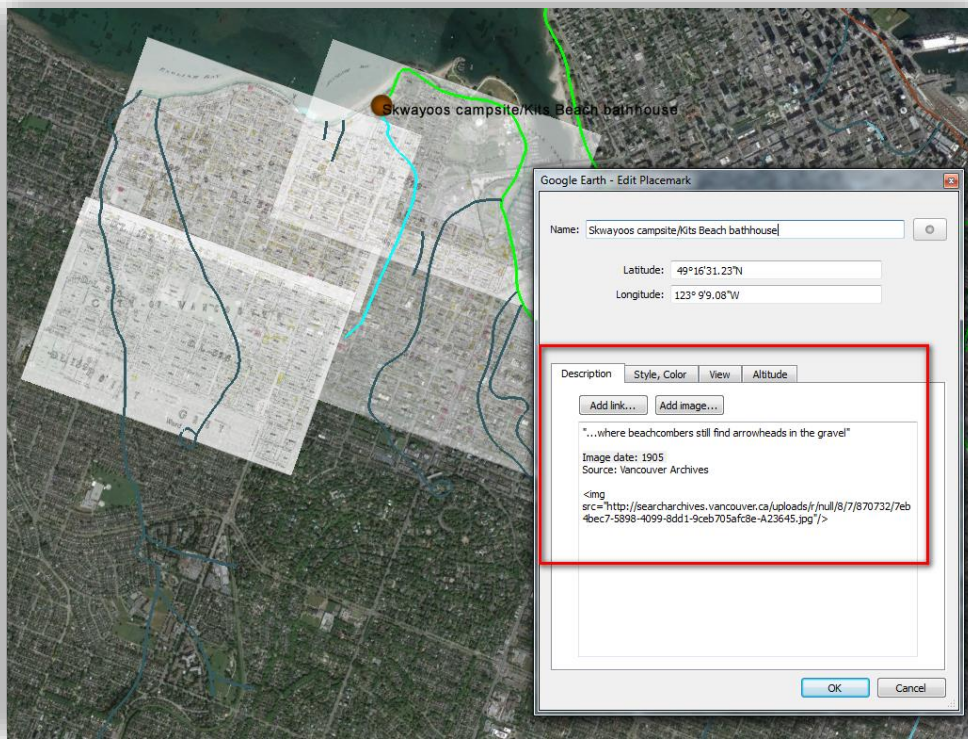 Skwayoos campsite/Kits Beach bathhouse
Google Earth - Edit Placemark
Name: Skwayoos campsite/Kits Beach bathhouse
Latitude: 49°16'31.23"N
Longitude: 123° 9'9.08"W
Description Style, Color View Altitude
Add link... Add image...
"...where beachcombers still find arrowheads in the gravel"
Image date: 1905
Source: Vancouver Archives
<img
src="http://searcharchives.vancouver.ca/uploads/r/null/8/7/870732/7eb
4bec7-5898-4099-8dd1-9ceb705afc8e-A23645.jpg"/>
OK Cancel